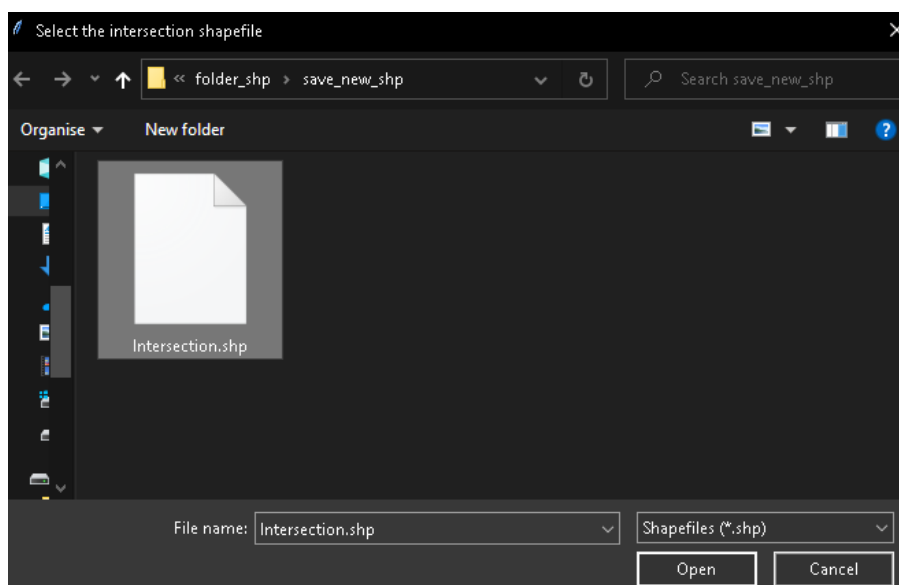 Select the intersection shapefile
« folder_shp › save_new_shp
Search save_new_shp
Organise
New folder
?
Intersection.shp
File name: Intersection.shp
Shapefiles (*.shp)
Open
Cancel